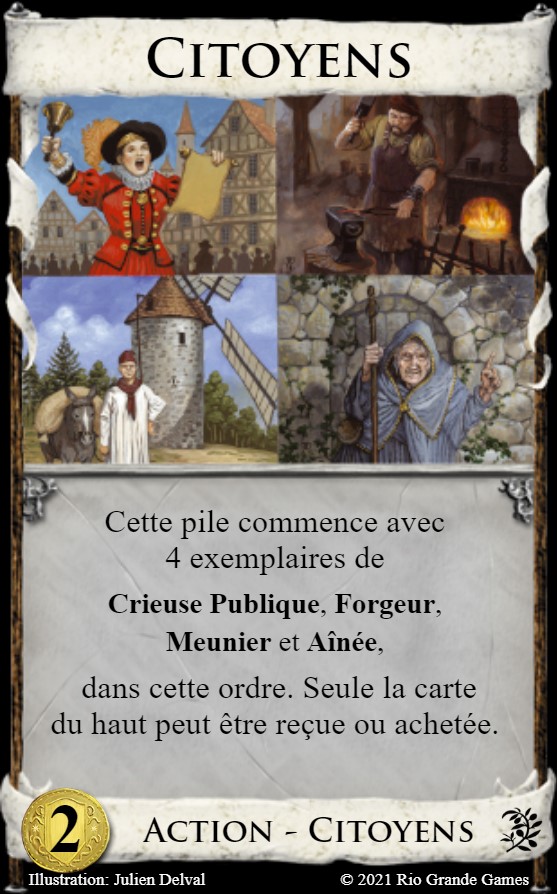 CITOYENS
Cette pile commence avec
4 exemplaires de
Crieuse Publique, Forgeur,
Meunier et Aînée,
dans cette ordre. Seule la carte
du haut peut être reçue ou achetée.
2
ACTION - CITOYENS
Illustration: Julien Delval
© 2021 Rio Grande Games